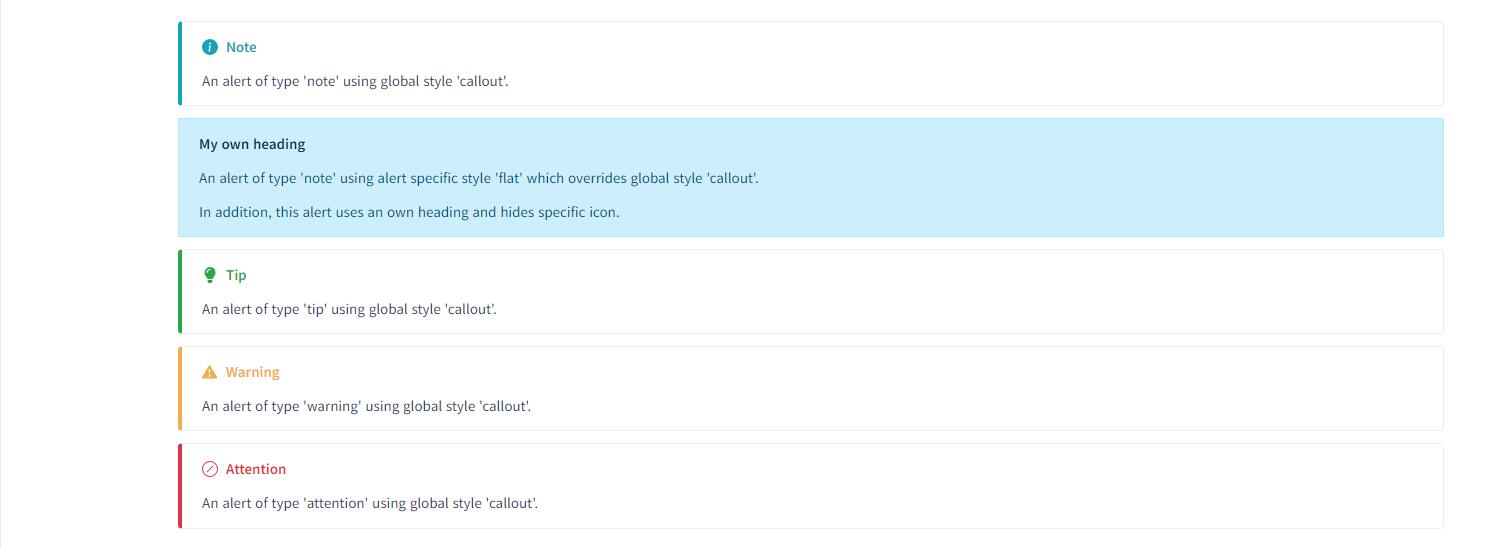 Note
An alert of type 'note' using global style 'callout'.
My own heading
An alert of type 'note' using alert specific style 'flat' which overrides global style 'callout'.
In addition, this alert uses an own heading and hides specific icon.
Tip
An alert of type 'tip' using global style 'callout'.
Warning
An alert of type 'warning' using global style 'callout'.
Attention
An alert of type 'attention' using global style 'callout'.